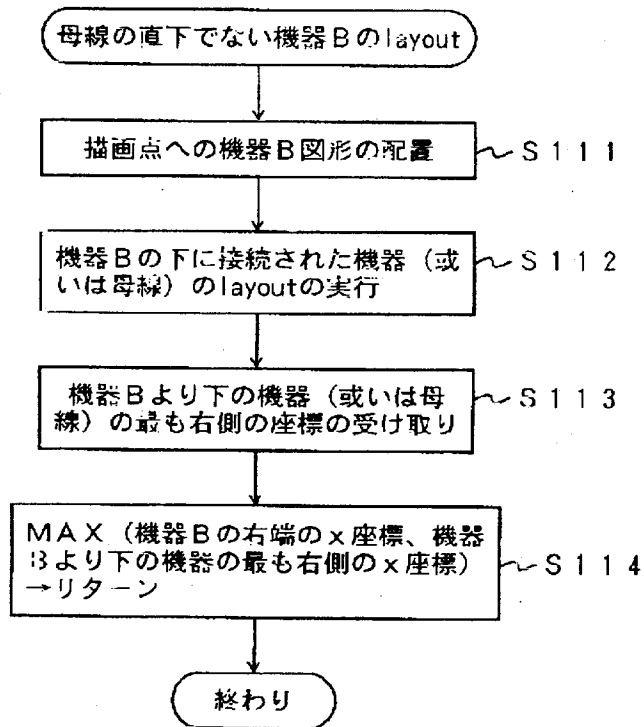 母線の直下でない機器Bのlayout
描画点への機器B図形の配置
S111
機器Bの下に接続された機器（或
いは母線）のlayoutの実行
S112
機器Bより下の機器（或いは母
線）の最も右側の座標の受け取り
S113
MAX（機器Bの右端のx座標、機器
Bより下の機器の最も右側のx座標）
→リターン
S114
終わり